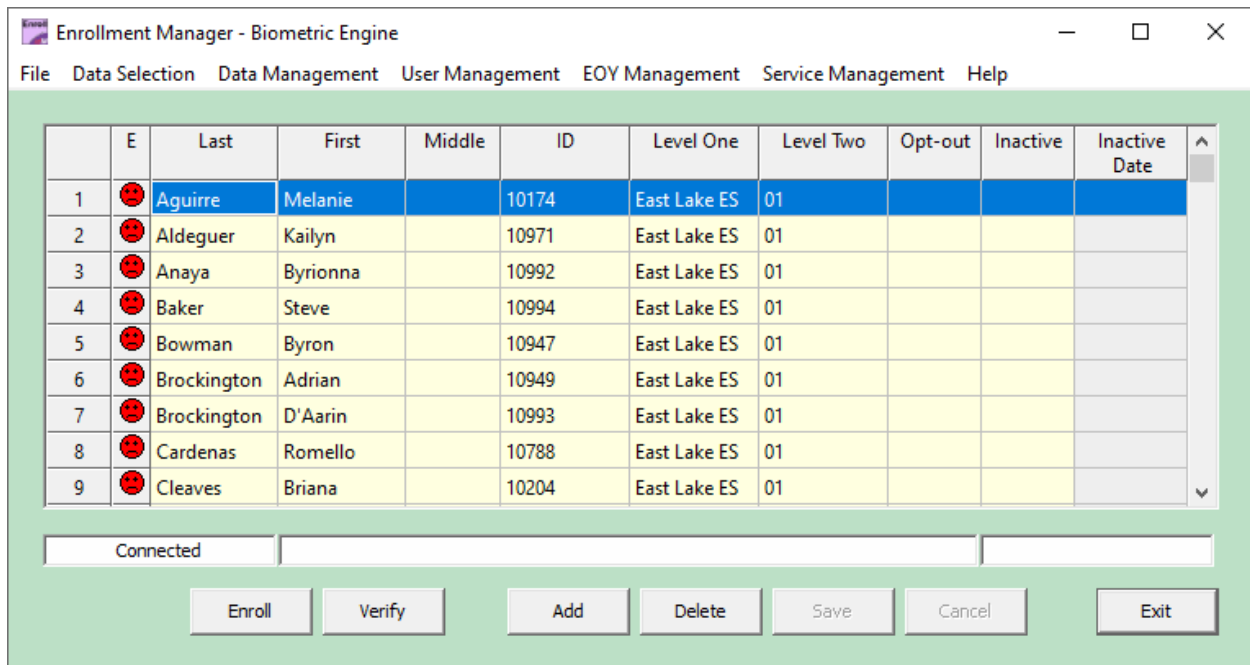 Enroll
Enrollment Manager - Biometric Engine
File Data Selection Data Management User Management EOY Management Service Management Help
E Last First Middle ID Level One Level Two Opt-out Inactive Inactive Date
1 Aguirre Melanie 10174 East Lake ES 01
2 Aldeguer Kailyn 10971 East Lake ES 01
3 Anaya Byrionna 10992 East Lake ES 01
4 Baker Steve 10994 East Lake ES 01
5 Bowman Byron 10947 East Lake ES 01
6 Brockington Adrian 10949 East Lake ES 01
7 Brockington D'Aarin 10993 East Lake ES 01
8 Cardenas Romello 10788 East Lake ES 01
9 Cleaves Briana 10204 East Lake ES 01
Connected
Enroll Verify Add Delete Save Cancel Exit